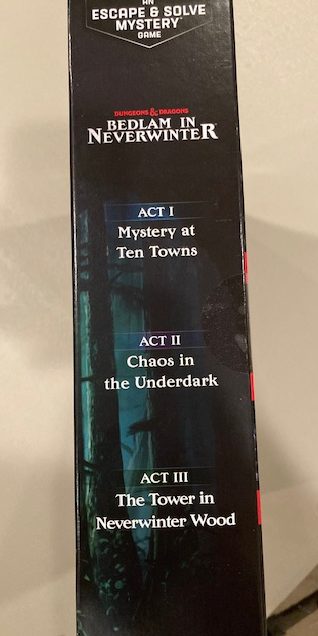 AN
ESCAPE & SOLVE
MYSTERY™
GAME
DUNGEONS & DRAGONS
BEDLAM IN
NEVERWINTER
ACT I
Mystery at
Ten Towns
ACT II
Chaos in
the Underdark
ACT III
The Tower in
Neverwinter Wood